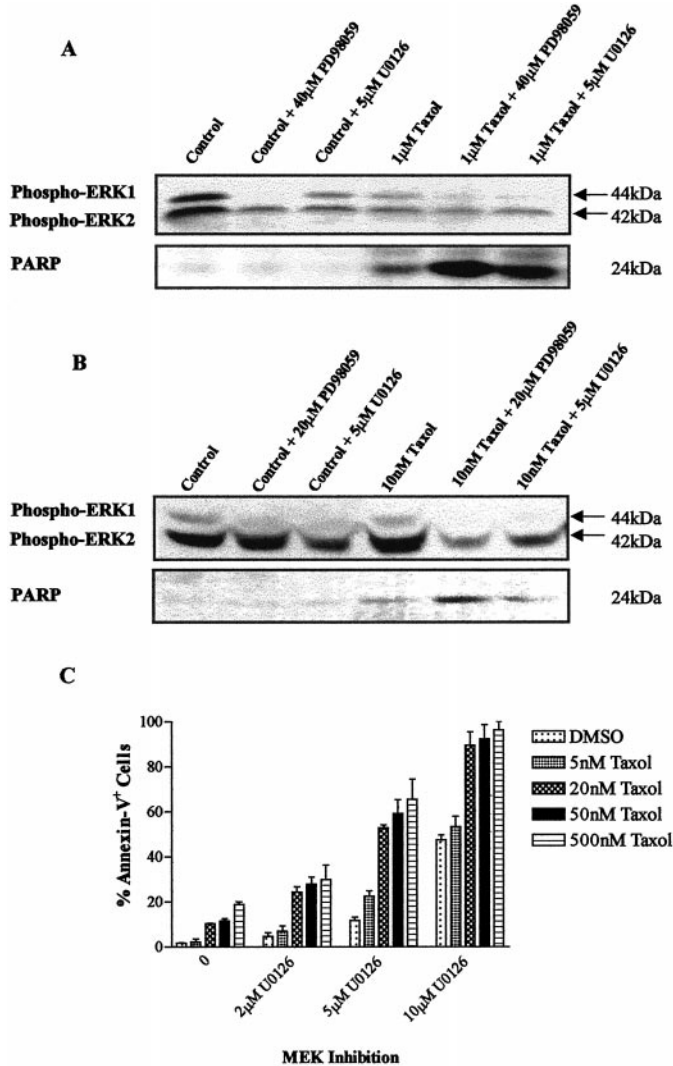 A
Control
Control + 40µM PD98059
Control + 5µM U0126
1µM Taxol
1µM Taxol + 40µM PD98059
1µM Taxol + 5µM U0126
Phospho-ERK1
44kDa
Phospho-ERK2
42kDa
PARP
24kDa
B
Control
Control + 20µM PD98059
Control + 5µM U0126
10nM Taxol
10nM Taxol + 20µM PD98059
10nM Taxol + 5µM U0126
Phospho-ERK1
44kDa
Phospho-ERK2
42kDa
PARP
24kDa
C
% Annexin-V+ Cells
100
80
60
40
20
0
DMSO
5nM Taxol
20nM Taxol
50nM Taxol
500nM Taxol
0
2µM U0126
5µM U0126
10µM U0126
MEK Inhibition